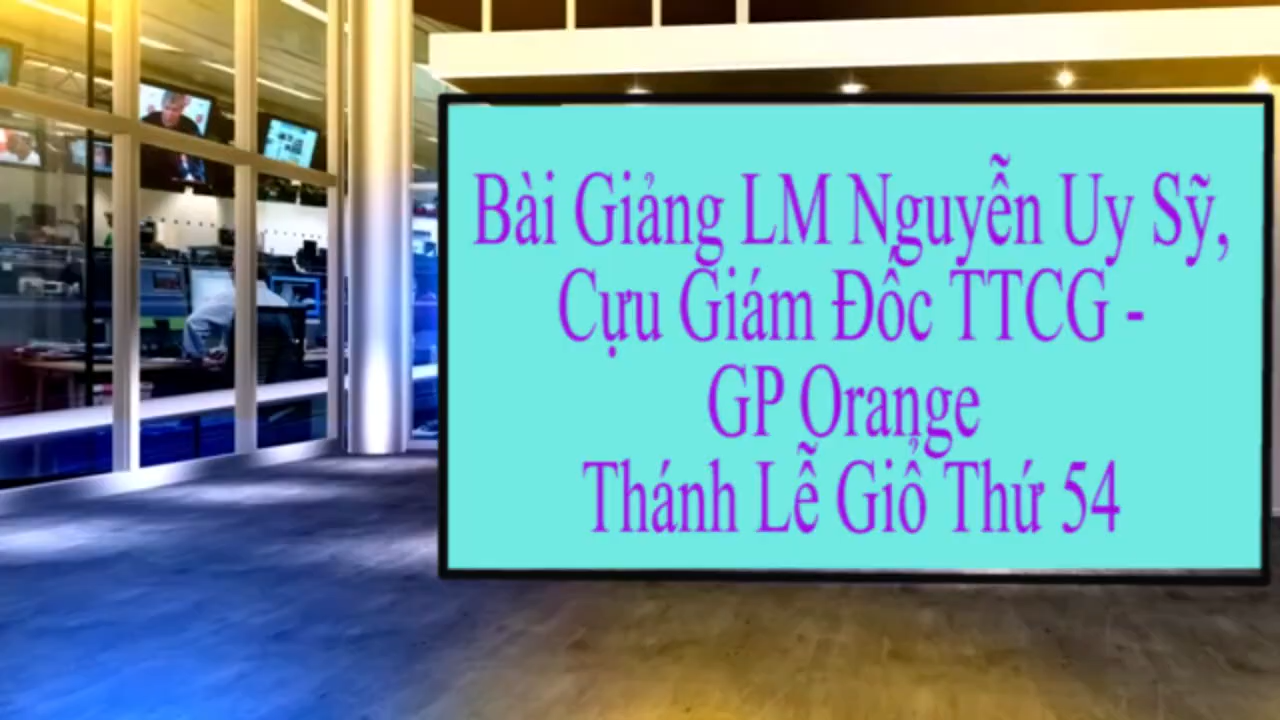 Bài Giảng LM Nguyễn Uy Sỹ,
Cựu Giám Đốc TTCG -
GP Orange
Thánh Lễ Giỗ Thứ 54